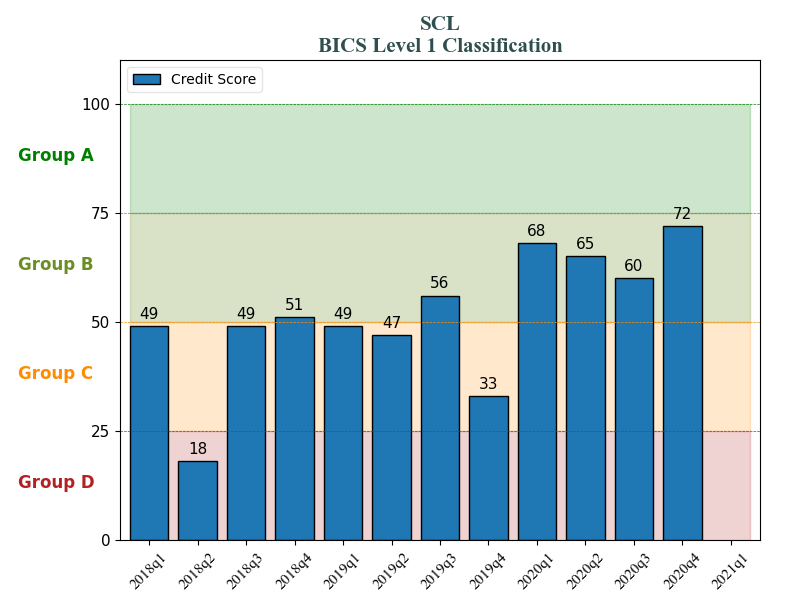 SCL
BICS Level 1 Classification
Credit Score
100
Group A
75
72
68
65
Group B
60
56
50
49
49
51
49
47
Group C
33
25
18
Group D
0
2018q1
2018q2
2018q3
2018q4
2019q1
2019q2
2019q3
2019q4
2020q1
2020q2
2020q3
2020q4
2021q1